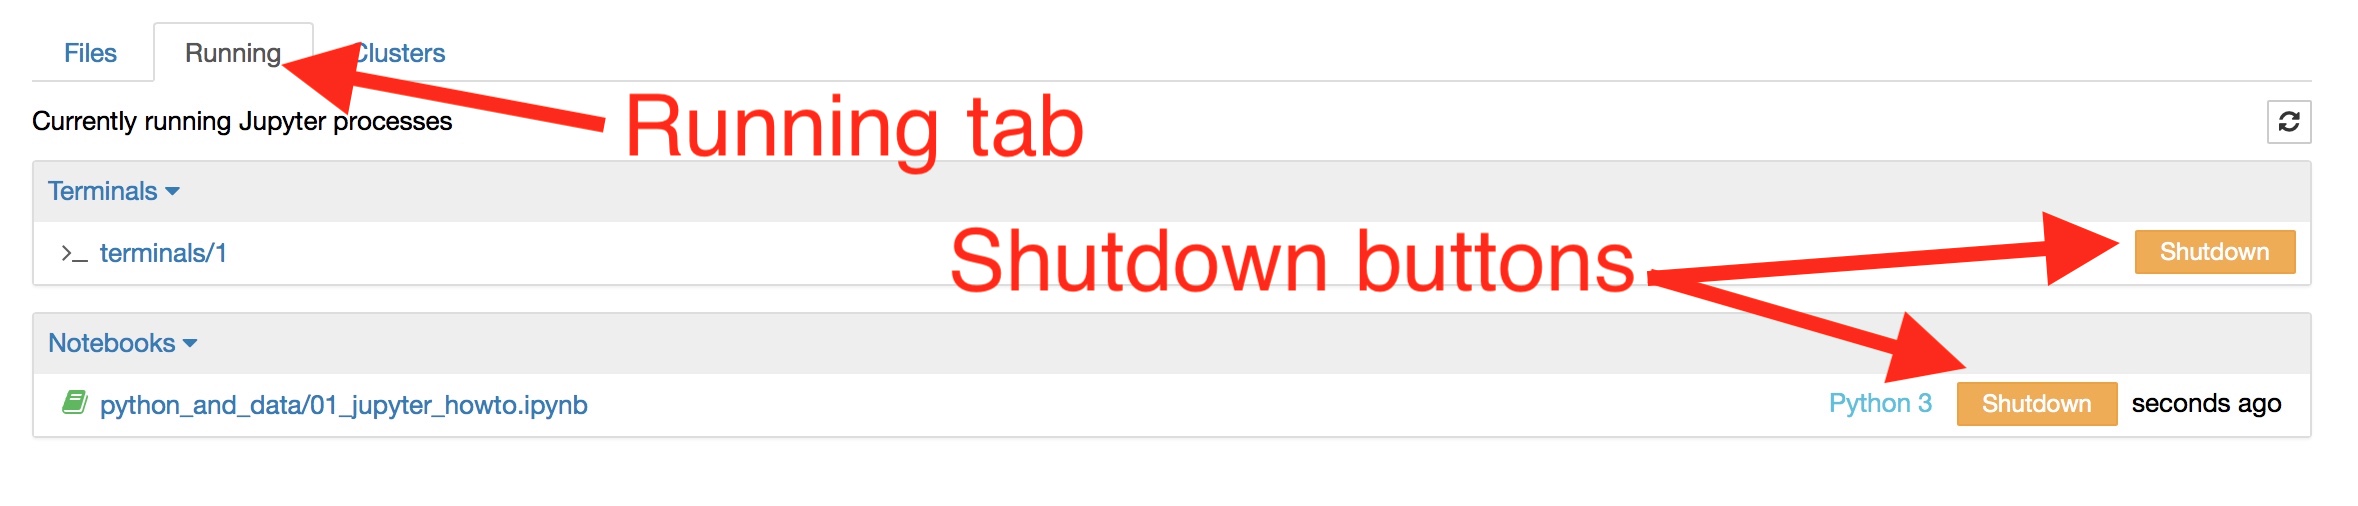 Files Running Clusters
Currently running Jupyter processes
Running tab
Terminals
>_ terminals/1
Shutdown buttons
Shutdown
Notebooks
python_and_data/01_jupyter_howto.ipynb Python 3 Shutdown seconds ago